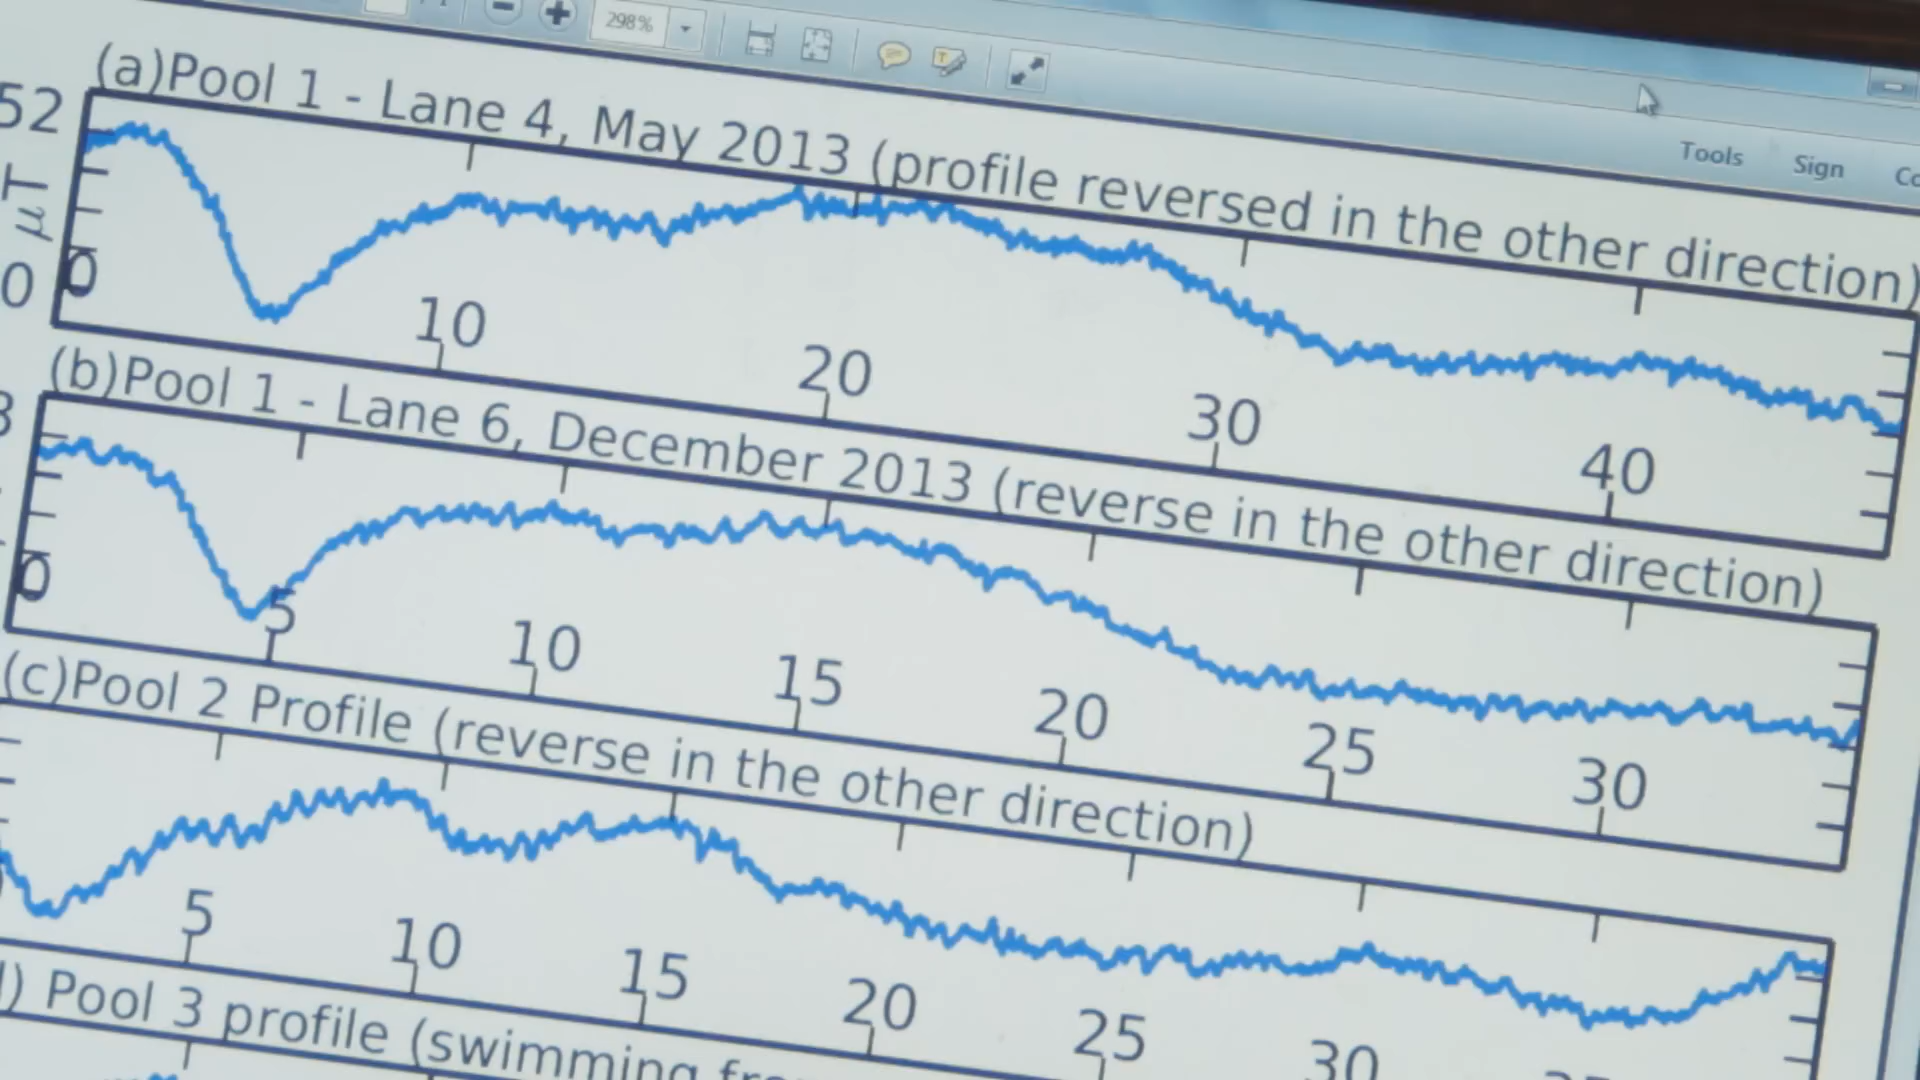 298%
Tools Sign
(a)Pool 1 - Lane 4, May 2013 (profile reversed in the other direction)
52
μT
0
0 10 20 30 40
(b)Pool 1 - Lane 6, December 2013 (reverse in the other direction)
0 5 10 15 20 25 30
(c)Pool 2 Profile (reverse in the other direction)
5 10 15 20 25 30
) Pool 3 profile (swimming